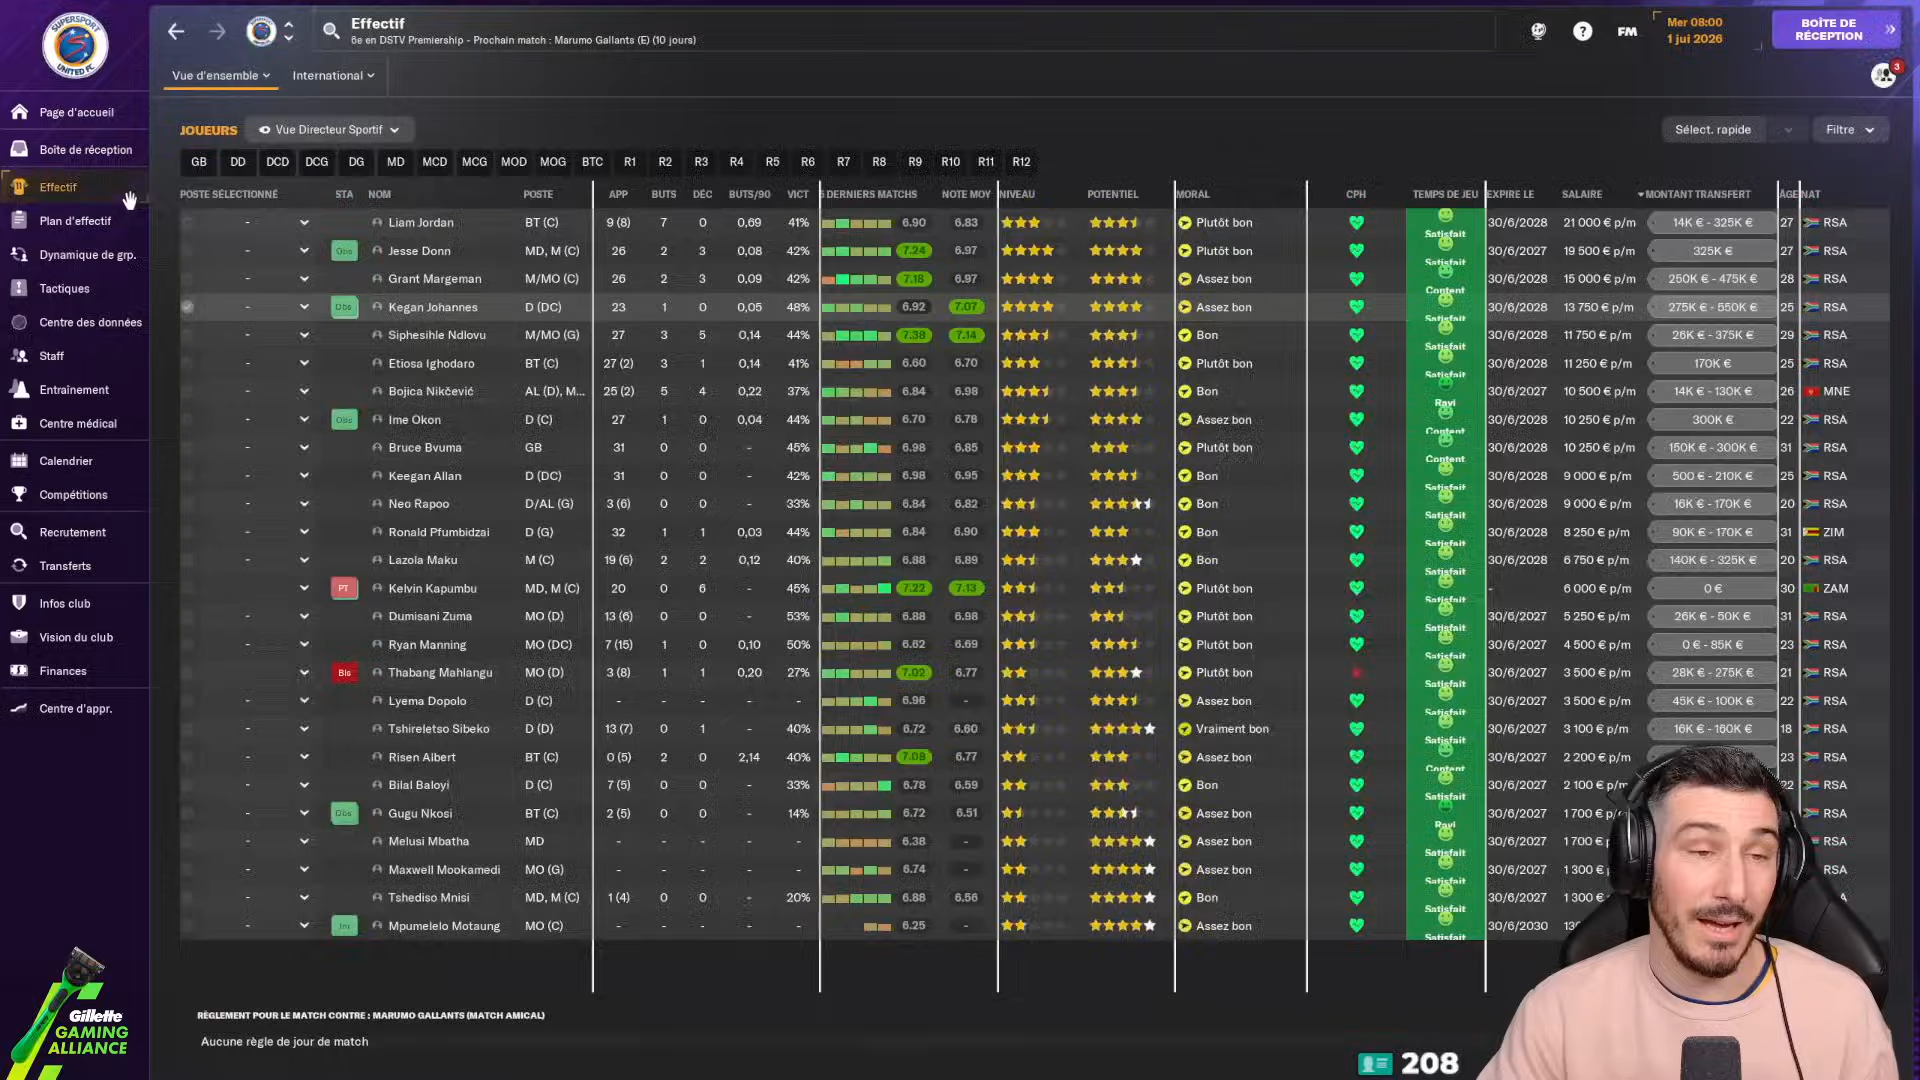 SUPERSPORT
UNITED FC
Effectif
6e en DSTV Premiership - Prochain match : Marumo Gallants (E) (10 jours)
FM
Mer 08:00
1 jui 2026
BOÎTE DE RÉCEPTION
3
Vue d'ensemble
International
Page d'accueil
Boîte de réception
Effectif
Plan d'effectif
Dynamique de grp.
Tactiques
Centre des données
Staff
Entraînement
Centre médical
Calendrier
Compétitions
Recrutement
Transferts
Infos club
Vision du club
Finances
Centre d'appr.
JOUEURS
Vue Directeur Sportif
Sélect. rapide
Filtre
GB DD DCD DCG DG MD MCD MCG MOD MOG BTC R1 R2 R3 R4 R5 R6 R7 R8 R9 R10 R11 R12
POSTE SÉLECTIONNÉ STA NOM POSTE APP BUTS DÉC BUTS/90 VICT 5 DERNIERS MATCHS NOTE MOY NIVEAU POTENTIEL MORAL CPH TEMPS DE JEU EXPIRE LE SALAIRE MONTANT TRANSFERT ÂGE NAT
- Liam Jordan BT (C) 9 (8) 7 0 0,69 41% 6.90 6.83 Plutôt bon Satisfait 30/6/2028 21 000 € p/m 14K € - 325K € 27 RSA
- Obs Jesse Donn MD, M (C) 26 2 3 0,08 42% 7.24 6.97 Plutôt bon Satisfait 30/6/2028 19 500 € p/m 325K € 27 RSA
- Grant Margeman M/MO (C) 26 2 3 0,09 42% 7.18 6.97 Assez bon Content 30/6/2028 15 000 € p/m 250K € - 475K € 28 RSA
- Obs Kegan Johannes D (DC) 23 1 0 0,05 48% 6.92 7.07 Assez bon Satisfait 30/6/2028 13 750 € p/m 275K € - 550K € 25 RSA
- Siphesihle Ndlovu M/MO (G) 27 3 5 0,14 44% 7.38 7.14 Bon Satisfait 30/6/2028 11 750 € p/m 26K € - 375K € 29 RSA
- Etiosa Ighodaro BT (C) 27 (2) 3 1 0,14 41% 6.60 6.70 Plutôt bon Satisfait 30/6/2028 11 250 € p/m 170K € 25 RSA
- Bojica Nikčević AL (D), M... 25 (2) 5 4 0,22 37% 6.84 6.98 Bon Ravi 30/6/2027 10 500 € p/m 14K € - 130K € 26 MNE
- Obs Ime Okon D (C) 27 1 0 0,04 44% 6.70 6.78 Assez bon Content 30/6/2028 10 250 € p/m 300K € 22 RSA
- Bruce Bvuma GB 31 0 0 - 45% 6.98 6.85 Plutôt bon Content 30/6/2028 10 250 € p/m 150K € - 300K € 31 RSA
- Keegan Allan D (DC) 31 0 0 - 42% 6.98 6.95 Bon Satisfait 30/6/2028 9 000 € p/m 500 € - 210K € 25 RSA
- Neo Rapoo D/AL (G) 3 (6) 0 0 - 33% 6.84 6.82 Bon Satisfait 30/6/2028 9 000 € p/m 16K € - 170K € 20 RSA
- Ronald Pfumbidzai D (G) 32 1 1 0,03 44% 6.84 6.90 Bon Satisfait 30/6/2028 8 250 € p/m 90K € - 170K € 31 ZIM
- Lazola Maku M (C) 19 (6) 2 2 0,12 40% 6.88 6.89 Bon Satisfait 30/6/2028 6 750 € p/m 140K € - 325K € 20 RSA
- PT Kelvin Kapumbu MD, M (C) 20 0 6 - 45% 7.22 7.13 Plutôt bon Satisfait - 6 000 € p/m 0 € 30 ZAM
- Dumisani Zuma MO (D) 13 (6) 0 0 - 53% 6.88 6.98 Plutôt bon Satisfait 30/6/2027 5 250 € p/m 26K € - 50K € 31 RSA
- Ryan Manning MO (DC) 7 (15) 1 0 0,10 50% 6.62 6.69 Plutôt bon Satisfait 30/6/2027 4 500 € p/m 0 € - 85K € 23 RSA
- Bls Thabang Mahlangu MO (D) 3 (8) 1 1 0,20 27% 7.02 6.77 Plutôt bon Satisfait 30/6/2027 3 500 € p/m 28K € - 275K € 21 RSA
- Lyema Dopolo D (C) - - - - - 6.96 - Assez bon Satisfait 30/6/2027 3 500 € p/m 45K € - 100K € 22 RSA
- Tshireletso Sibeko D (D) 13 (7) 0 1 - 40% 6.72 6.60 Vraiment bon Satisfait 30/6/2027 3 100 € p/m 16K € - 160K € 18 RSA
- Risen Albert BT (C) 0 (5) 2 0 2,14 40% 7.08 6.77 Assez bon Content 30/6/2027 2 200 € p/m 23 RSA
- Bilal Baloyi D (C) 7 (5) 0 0 - 33% 6.78 6.59 Bon Satisfait 30/6/2027 2 100 € p/m 22 RSA
- Obs Gugu Nkosi BT (C) 2 (5) 0 0 - 14% 6.72 6.51 Assez bon Ravi 30/6/2027 1 700 € RSA
- Melusi Mbatha MD - - - - - 6.38 - Assez bon Satisfait 30/6/2027 1 700 € RSA
- Maxwell Mookamedi MO (G) - - - - - 6.74 - Assez bon Satisfait 30/6/2027 1 300 € RSA
- Tshediso Mnisi MD, M (C) 1 (4) 0 0 - 20% 6.88 6.56 Bon Satisfait 30/6/2027 1 300 €
- Int Mpumelelo Motaung MO (C) - - - - - 6.25 - Assez bon Satisfait 30/6/2030 RSA
RÈGLEMENT POUR LE MATCH CONTRE : MARUMO GALLANTS (MATCH AMICAL)
Aucune règle de jour de match
Gillette
GAMING
ALLIANCE
208